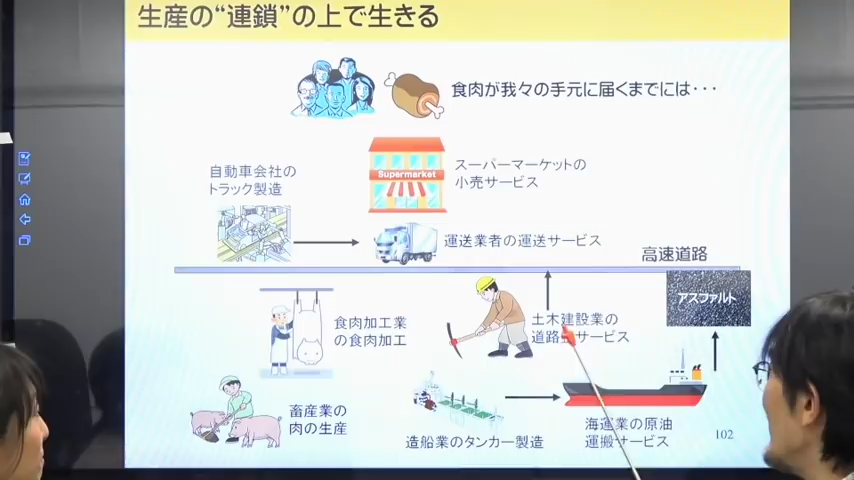 生産の“連鎖”の上で生きる
食肉が我々の手元に届くまでには・・・
自動車会社の
トラック製造
Supermarket
スーパーマーケットの
小売サービス
運送業者の運送サービス
高速道路
アスファルト
食肉加工業
の食肉加工
土木建設業の
道路サービス
畜産業の
肉の生産
造船業のタンカー製造
海運業の原油
運搬サービス
102